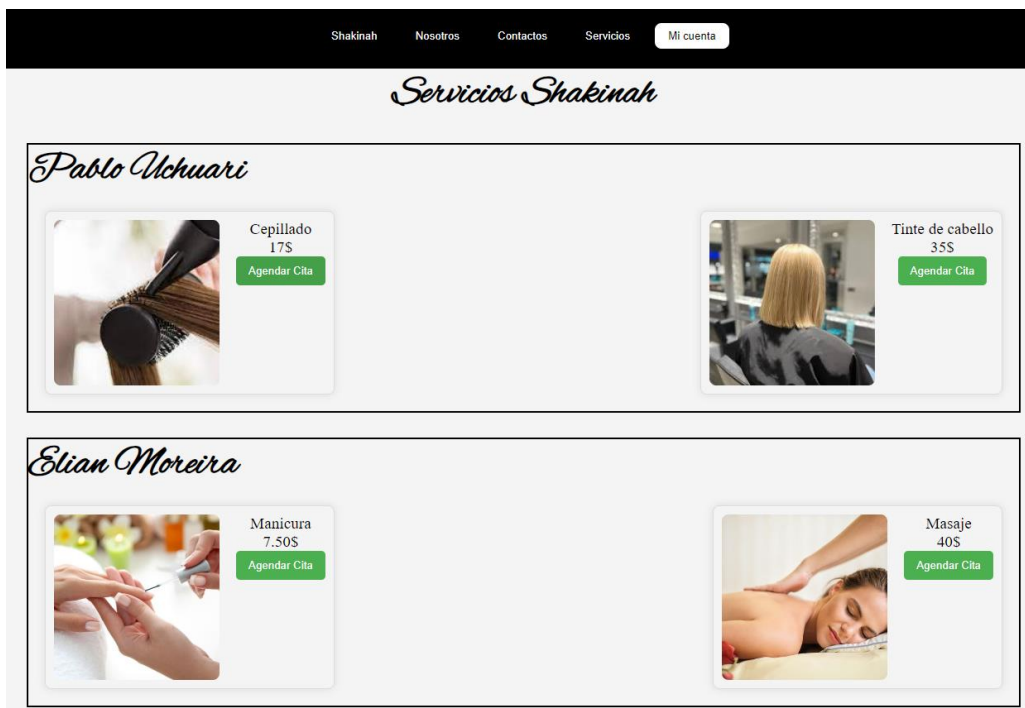 Shakinah Nosotros Contactos Servicios Mi cuenta
Servicios Shakinah
Pablo Uchuari
Cepillado
17$
Agendar Cita
Tinte de cabello
35$
Agendar Cita
Elian Moreira
Manicura
7.50$
Agendar Cita
Masaje
40$
Agendar Cita